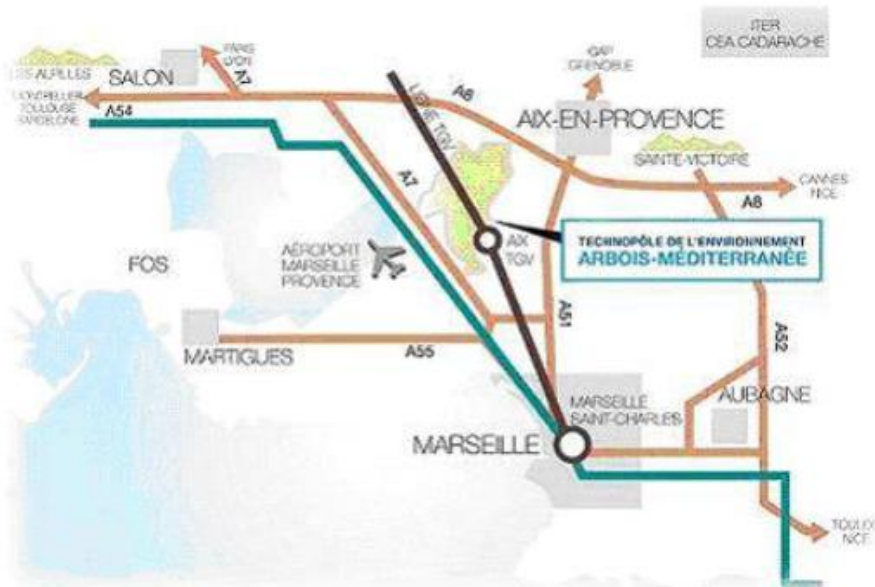 ITER
CEA CADARACHE
PARIS
LYON
GAP
GRENOBLE
LES ALPILLES
SALON
A7
LIGNE TGV
A8
MONTPELLIER
TOULOUSE
BARCELONE
A54
AIX-EN-PROVENCE
SAINTE-VICTOIRE
A7
CANNES
NICE
A8
AÉROPORT
MARSEILLE
PROVENCE
AIX
TGV
TECHNOPÔLE DE L'ENVIRONNEMENT
ARBOIS-MÉDITERRANÉE
FOS
A51
A52
MARTIGUES
A55
MARSEILLE
SAINT-CHARLES
AUBAGNE
MARSEILLE
NICE